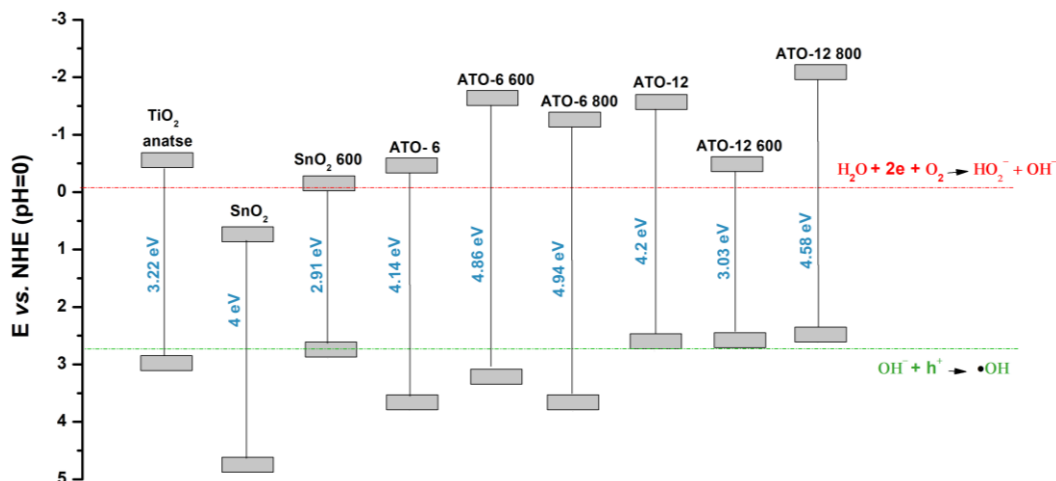 E vs. NHE (pH=0)
-3
-2
-1
0
1
2
3
4
5
TiO₂
anatse
SnO₂
SnO₂ 600
ATO- 6
ATO-6 600
ATO-6 800
ATO-12
ATO-12 600
ATO-12 800
3.22 eV
4 eV
2.91 eV
4.14 eV
4.86 eV
4.94 eV
4.2 eV
3.03 eV
4.58 eV
H₂O + 2e + O₂ → HO₂⁻ + OH⁻
OH⁻ + h⁺ → •OH